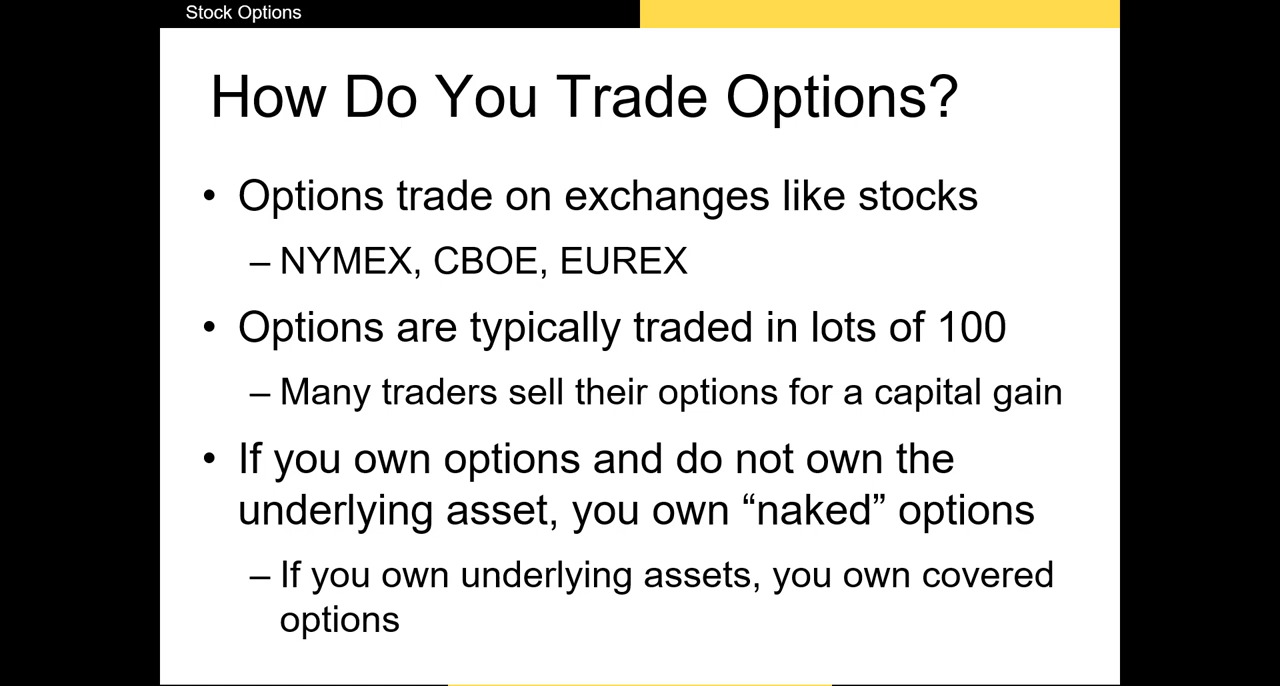 Stock Options
How Do You Trade Options?
• Options trade on exchanges like stocks
– NYMEX, CBOE, EUREX
• Options are typically traded in lots of 100
– Many traders sell their options for a capital gain
• If you own options and do not own the
underlying asset, you own “naked” options
– If you own underlying assets, you own covered
options